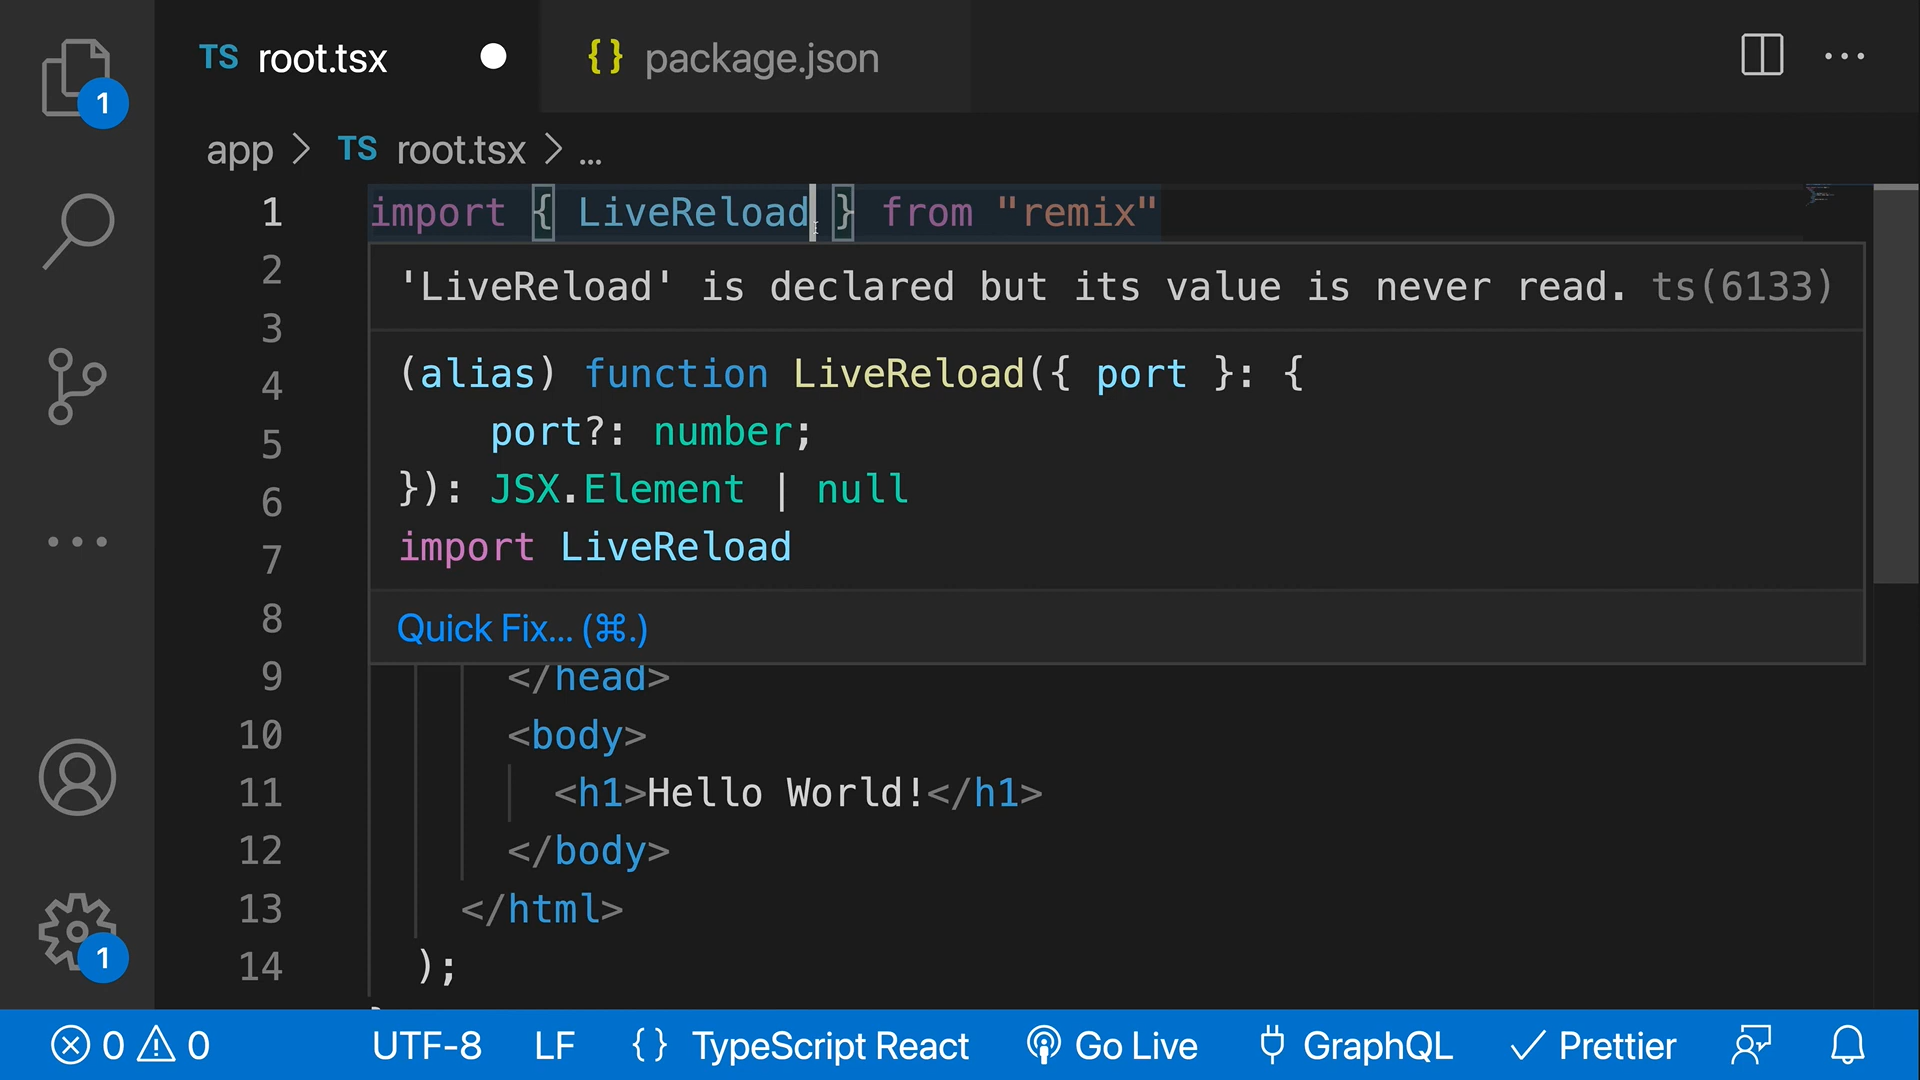 TS root.tsx
{} package.json
1
app > TS root.tsx > ...
1 import { LiveReload } from "remix"
2
'LiveReload' is declared but its value is never read. ts(6133)
3
4 (alias) function LiveReload({ port }: {
5 port?: number;
6 }): JSX.Element | null
7 import LiveReload
8 Quick Fix... (⌘.)
9 </head>
10 <body>
11 <h1>Hello World!</h1>
12 </body>
13 </html>
14 );
1
0 0 UTF-8 LF {} TypeScript React Go Live GraphQL Prettier